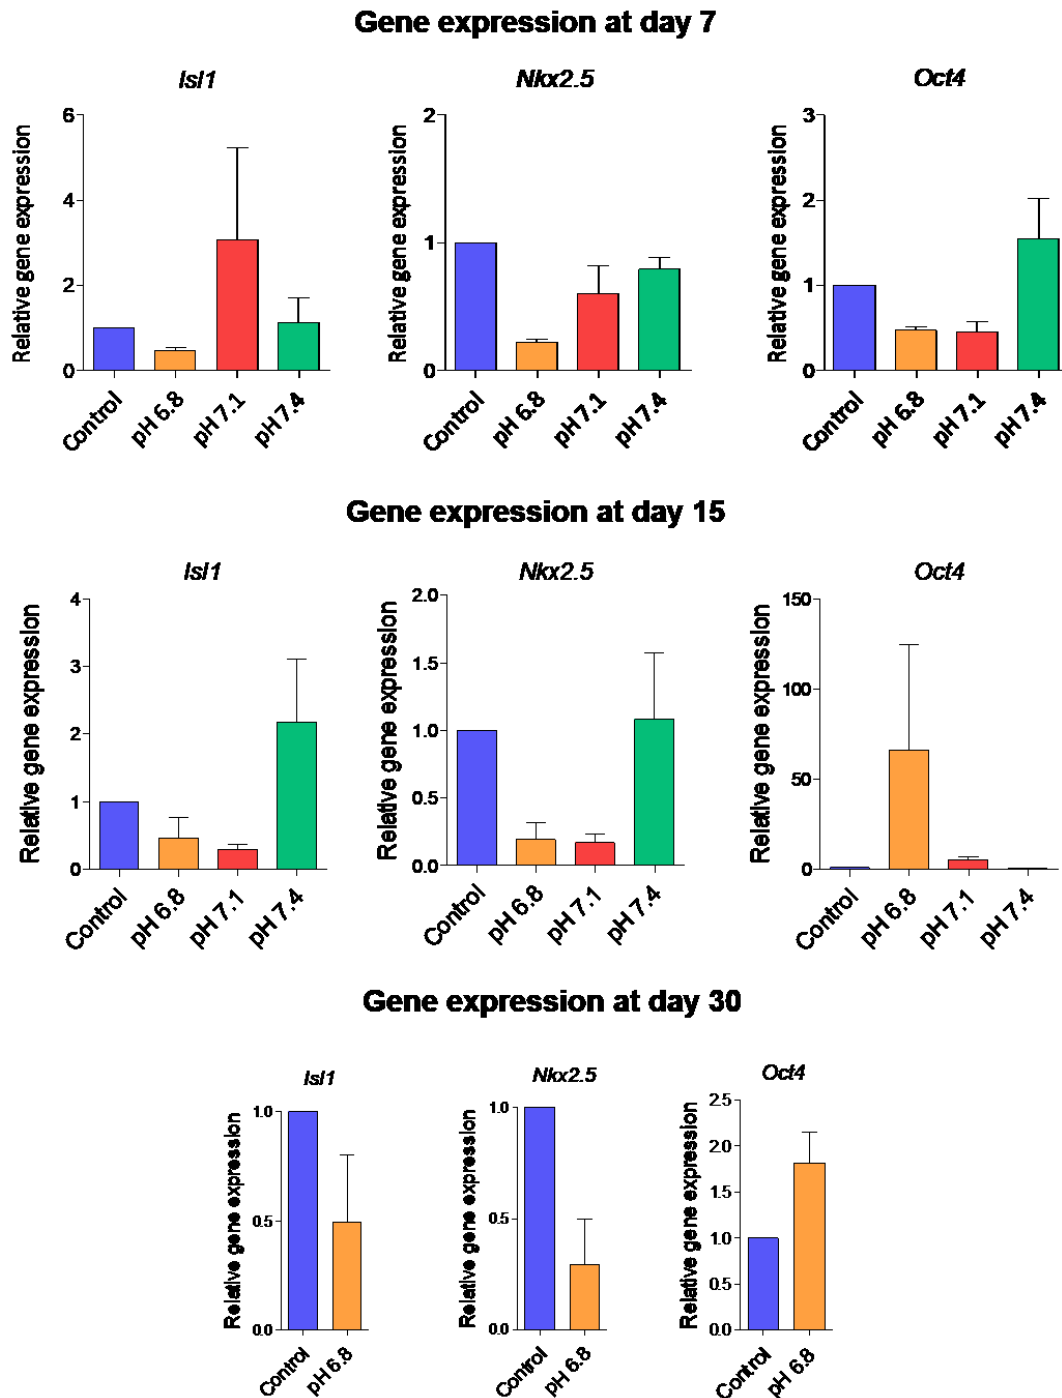 Gene expression at day 7
Isl1 Nkx2.5 Oct4
Relative gene expression Relative gene expression Relative gene expression
6 2 3
4 2
1
2 1
0 0 0
Control pH 6.8 pH 7.1 pH 7.4 Control pH 6.8 pH 7.1 pH 7.4 Control pH 6.8 pH 7.1 pH 7.4
Gene expression at day 15
Isl1 Nkx2.5 Oct4
Relative gene expression Relative gene expression Relative gene expression
4 2.0 150
3 1.5 100
2 1.0
50
1 0.5
0 0.0 0
Control pH 6.8 pH 7.1 pH 7.4 Control pH 6.8 pH 7.1 pH 7.4 Control pH 6.8 pH 7.1 pH 7.4
Gene expression at day 30
Isl1 Nkx2.5 Oct4
Relative gene expression Relative gene expression Relative gene expression
1.0 1.0 2.5
2.0
1.5
0.5 0.5 1.0
0.5
0.0 0.0 0.0
Control pH 6.8 Control pH 6.8 Control pH 6.8